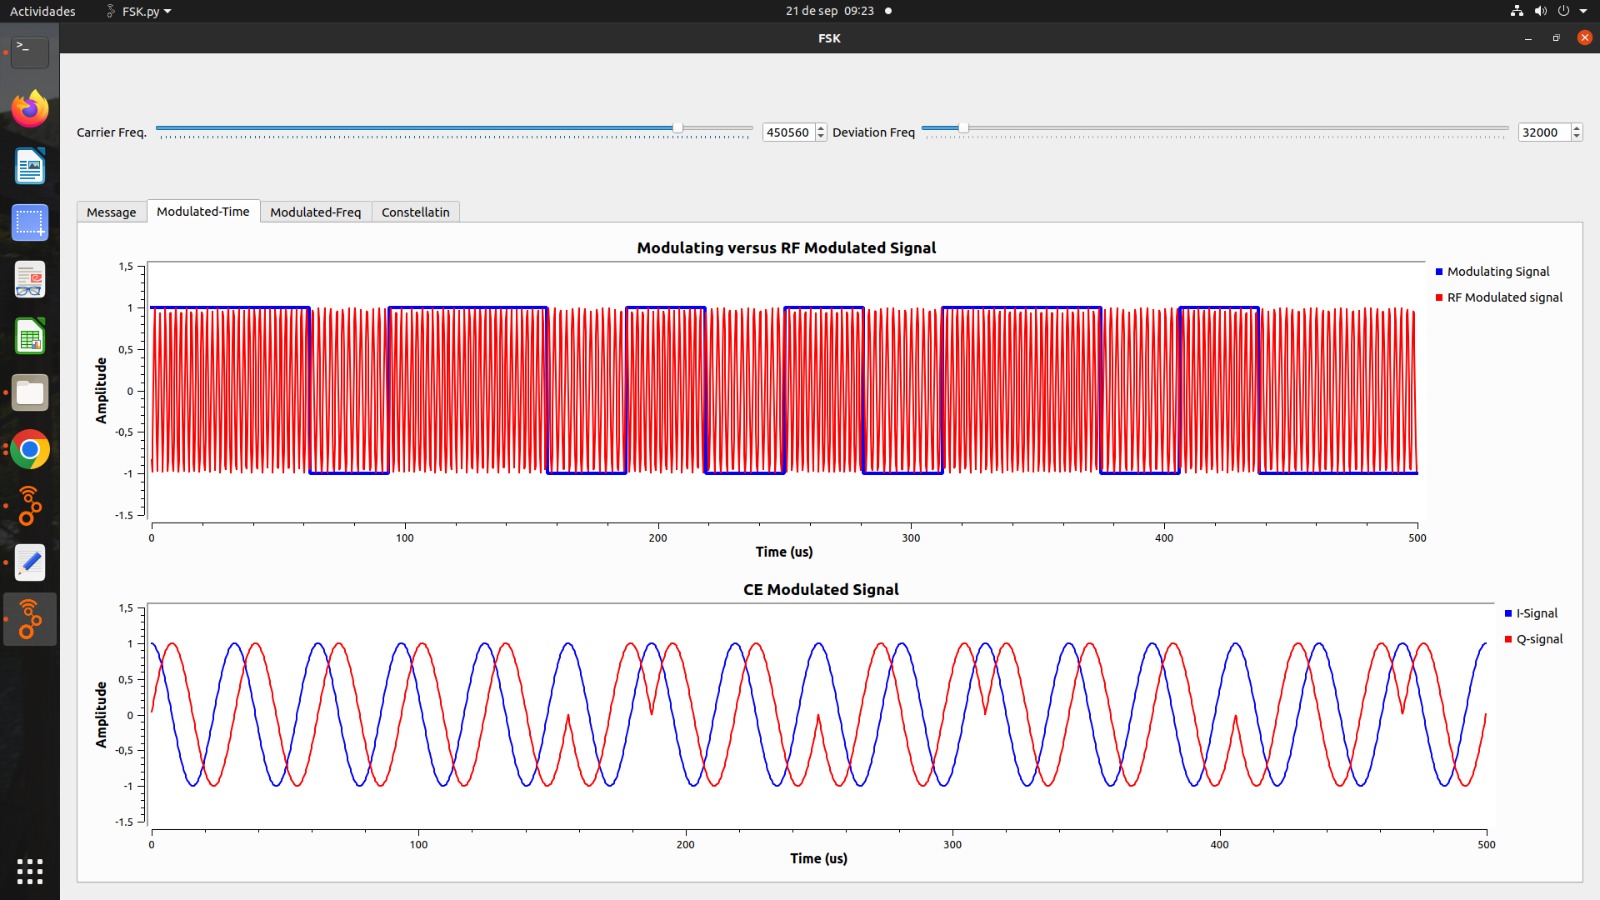 Actividades FSK.py 21 de sep 09:23
FSK
Carrier Freq. 450560 Deviation Freq 32000
Message Modulated-Time Modulated-Freq Constellatin
Modulating versus RF Modulated Signal
1,5
1
0,5
0
-0,5
-1
-1.5
Amplitude
0 100 200 300 400 500
Time (us)
Modulating Signal
RF Modulated signal
CE Modulated Signal
1,5
1
0,5
0
-0,5
-1
-1.5
Amplitude
0 100 200 300 400 500
Time (us)
I-Signal
Q-signal